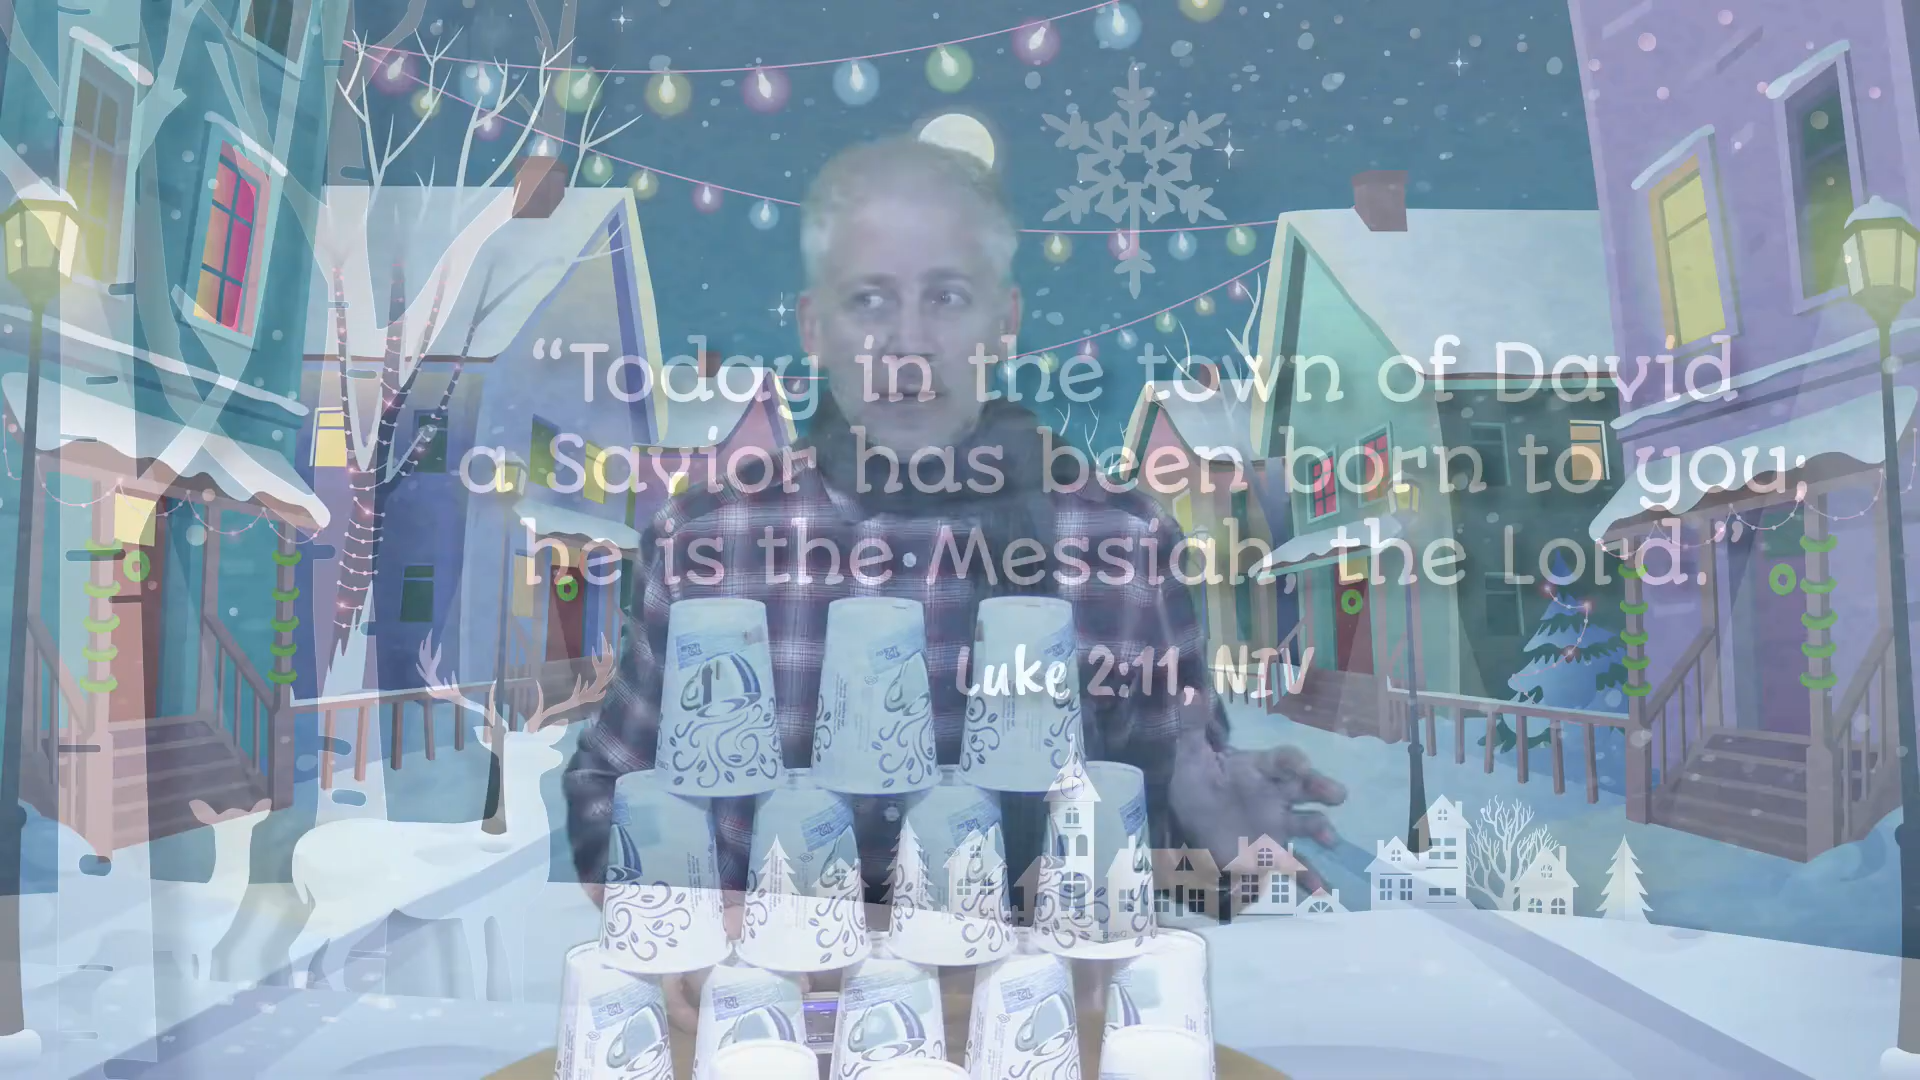 “Today in the town of David
a Savior has been born to you;
he is the Messiah, the Lord.”
Luke 2:11, NIV